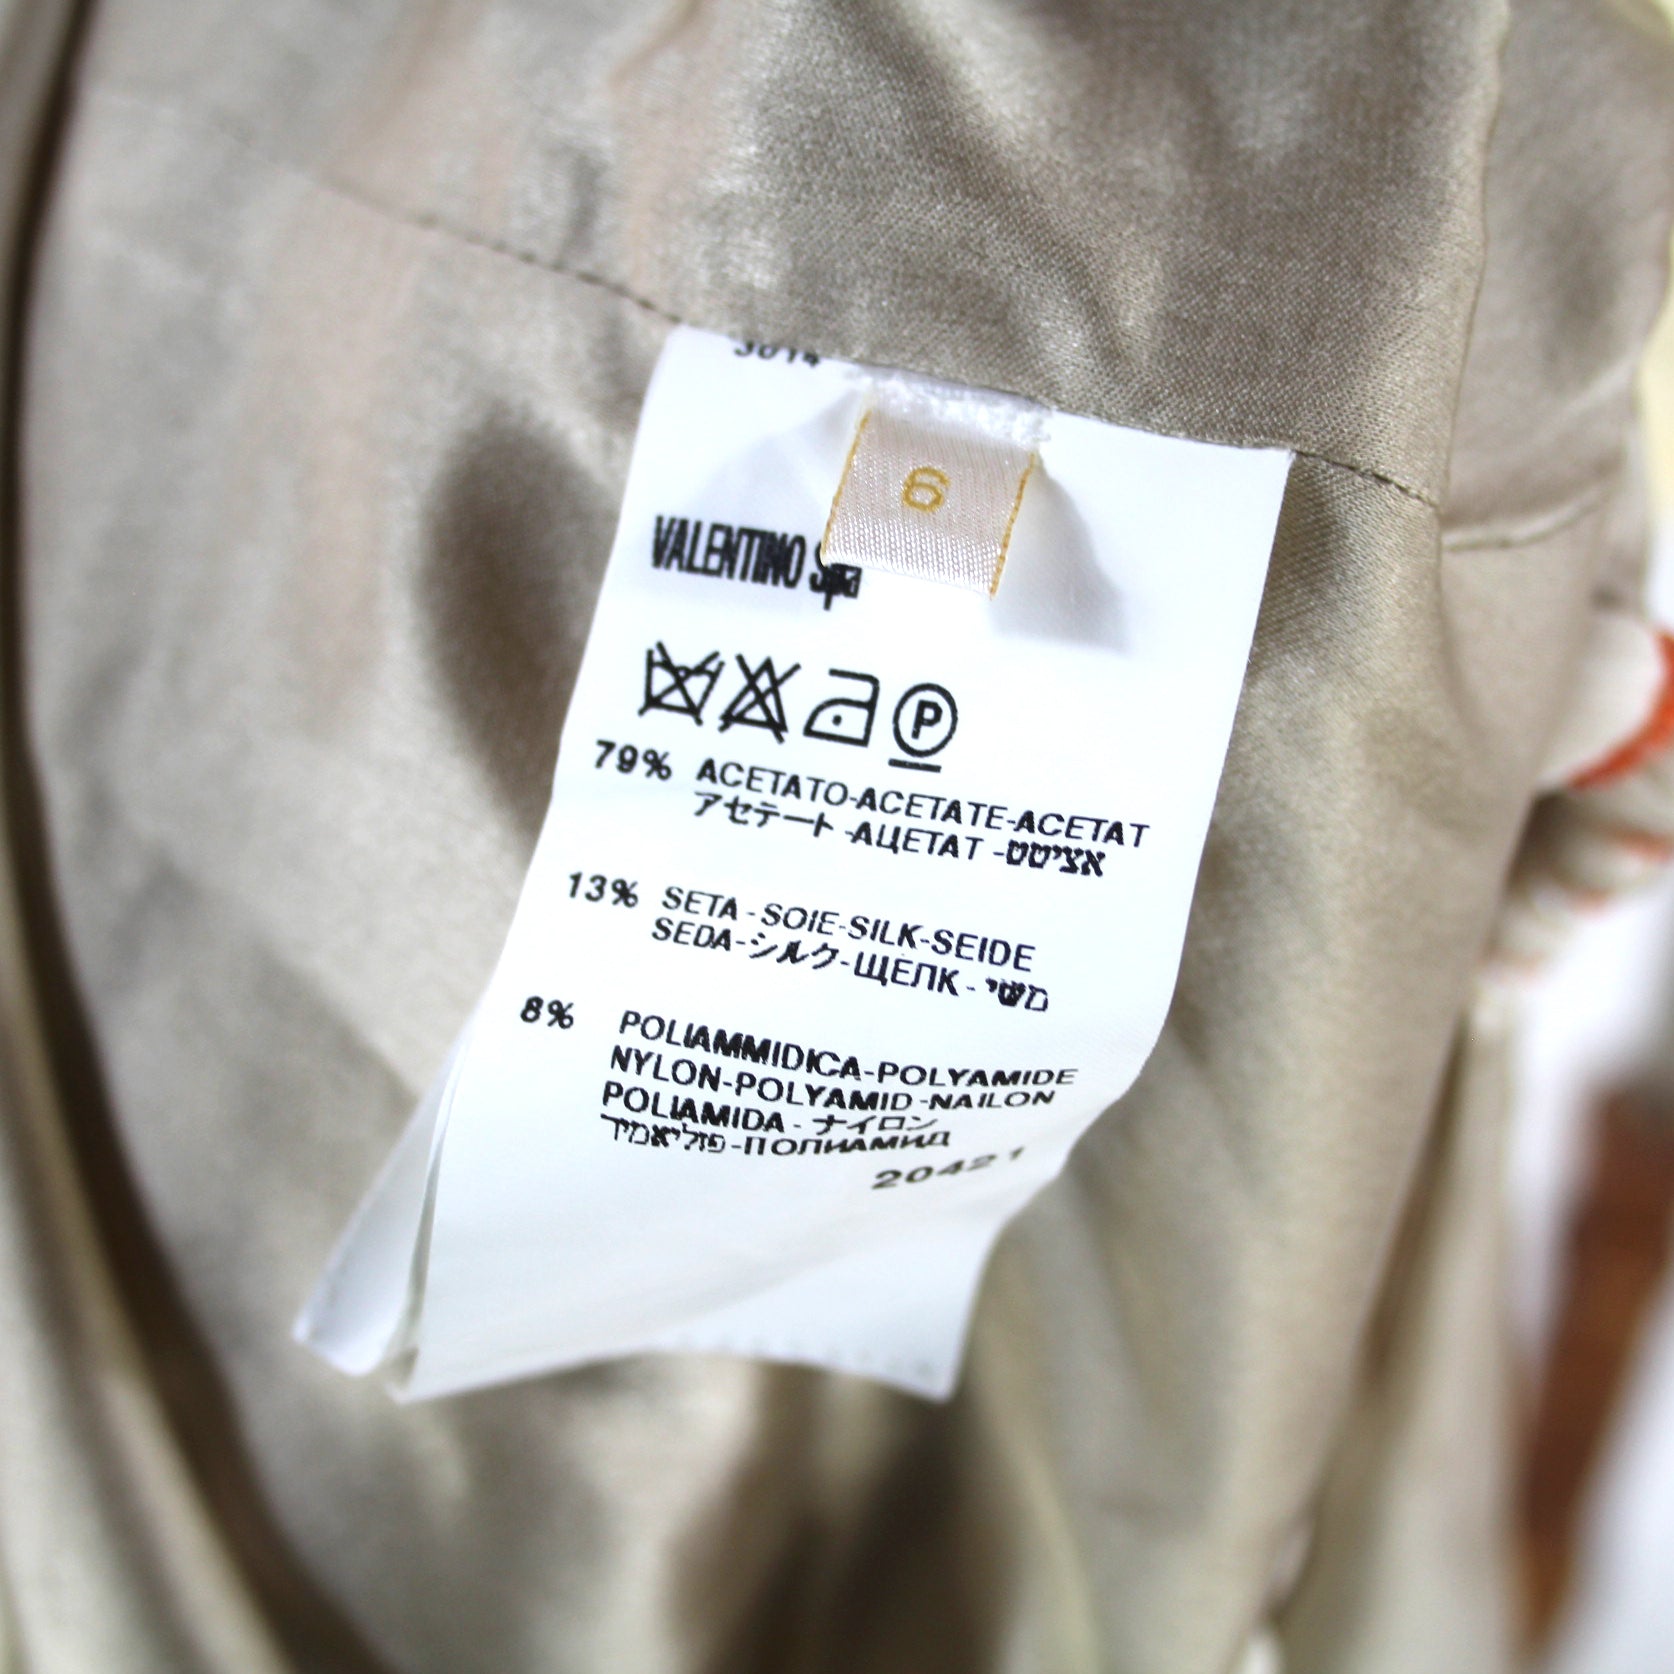 3014
6
VALENTINO Spa
P
79% ACETATO-ACETATE-ACETAT
アセテート-АЦЕТАТ-אציטט
13% SETA-SOIE-SILK-SEIDE
SEDA-シルク-ЩЕЛК-משי
8% POLIAMMIDICA-POLYAMIDE
NYLON-POLYAMID-NAILON
POLIAMIDA-ナイロン
פוליאמיד-ПОЛИАМИД
20421